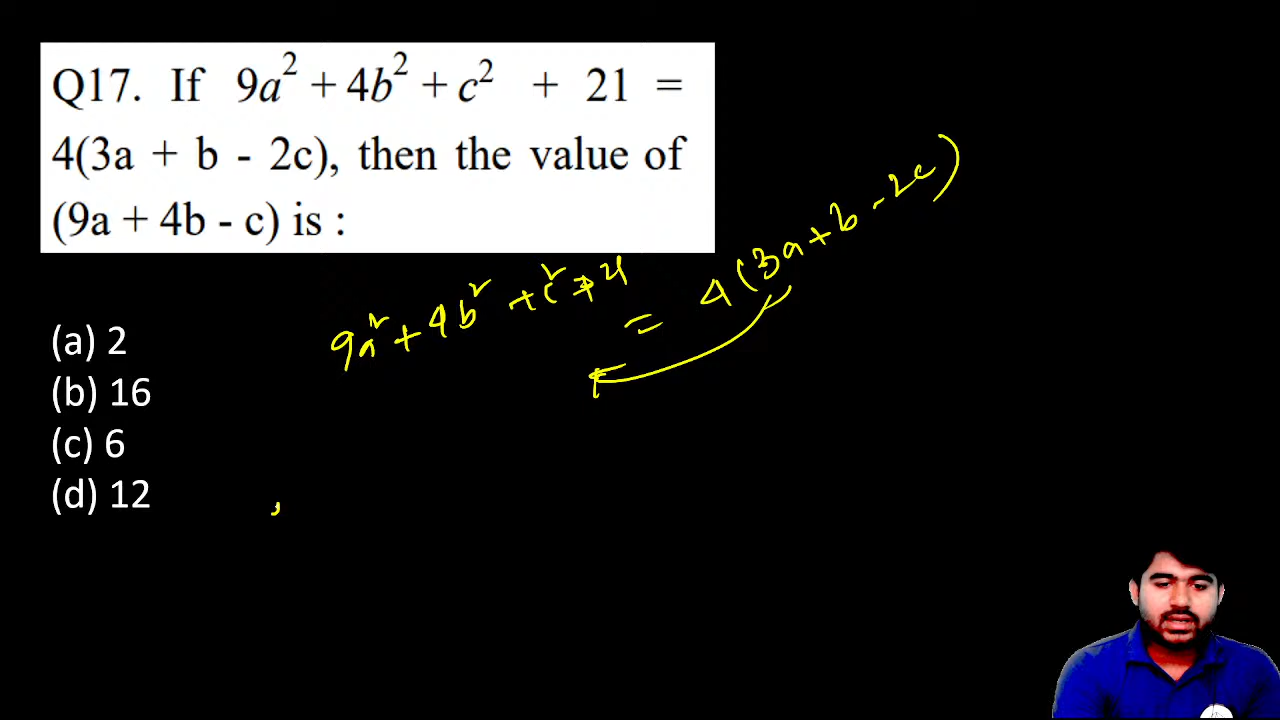 Q17. If 9a² + 4b² + c² + 21 =
4(3a + b - 2c), then the value of
(9a + 4b - c) is :
9a² + 4b² + c² + 21 = 4(3a + b - 2c)
(a) 2
(b) 16
(c) 6
(d) 12